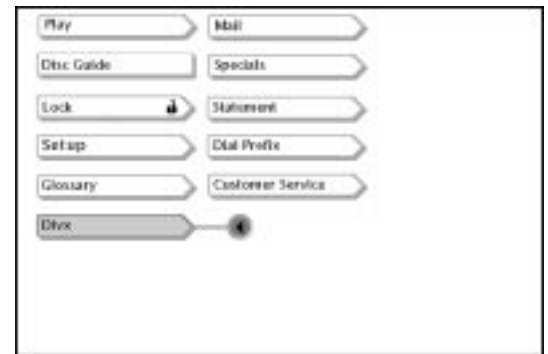 Play
Disc Guide
Lock
Setup
Glossary
Divx
Mail
Specials
Statement
Dial Prefix
Customer Service